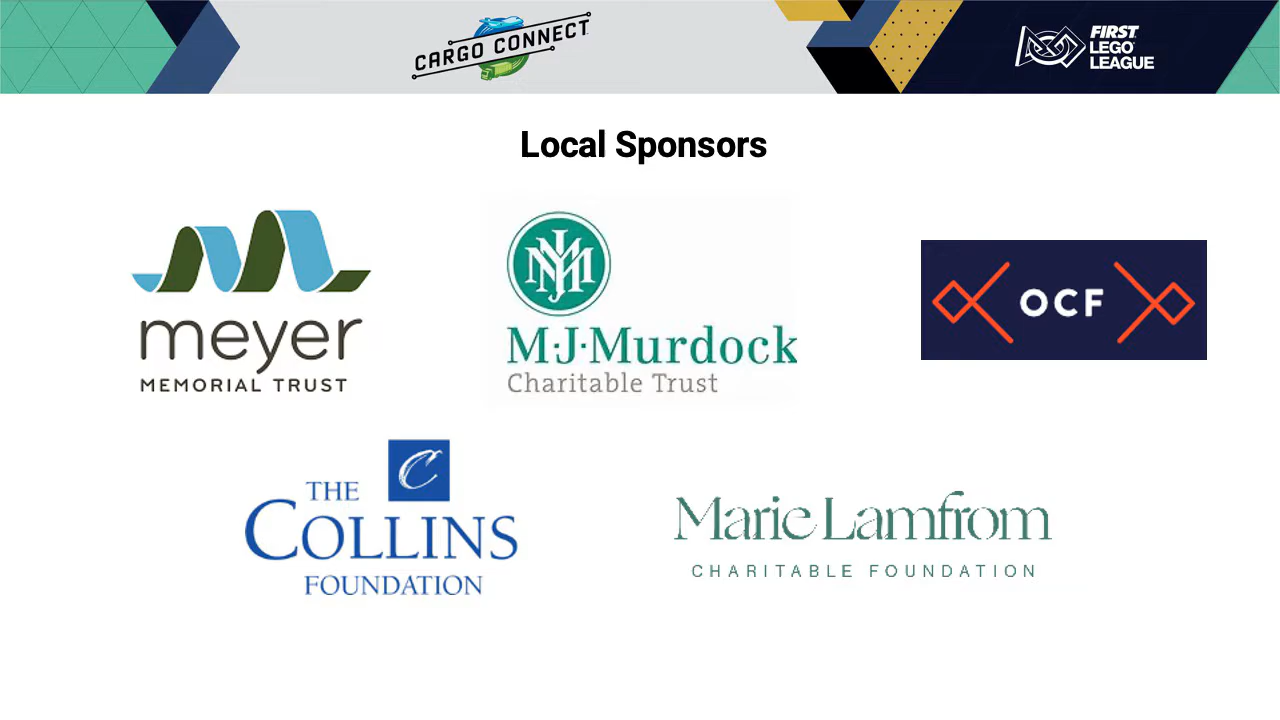 CARGO CONNECT
FIRST
LEGO
LEAGUE
Local Sponsors
meyer
MEMORIAL TRUST
M·J·Murdock
Charitable Trust
OCF
THE
COLLINS
FOUNDATION
Marie Lamfrom
CHARITABLE FOUNDATION